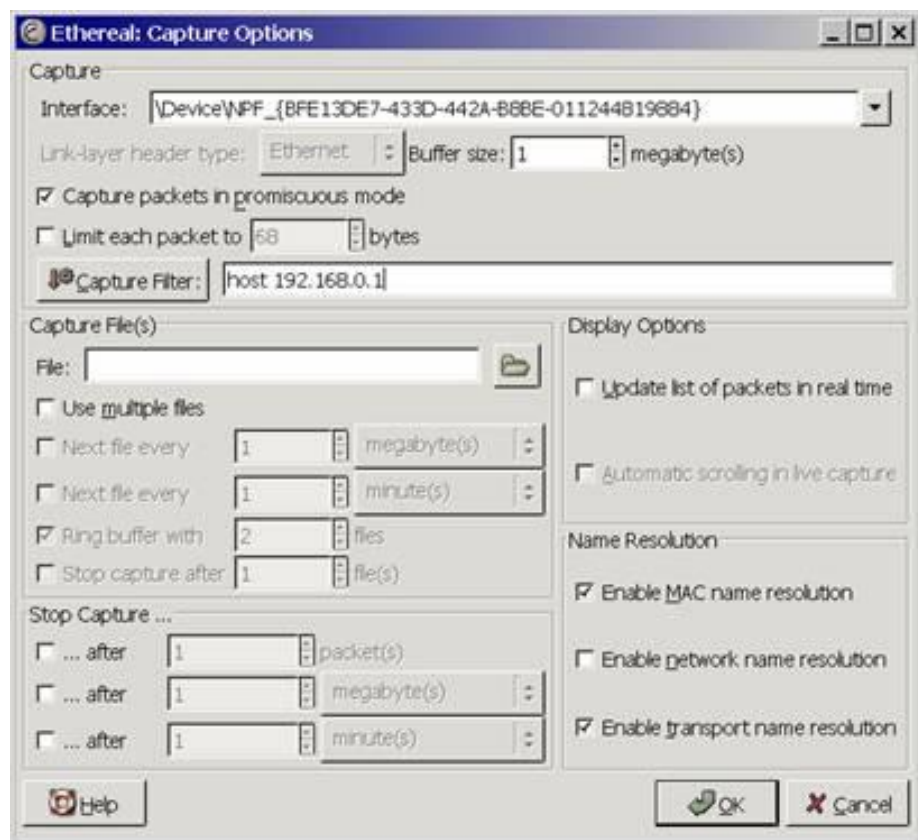 Ethereal: Capture Options
Capture
Interface: \Device\NPF_{BFE13DE7-433D-442A-B8BE-011244819884}
Link-layer header type: Ethernet Buffer size: 1 megabyte(s)
Capture packets in promiscuous mode
Limit each packet to 68 bytes
Capture Filter: host 192.168.0.1
Capture File(s)
File:
Use multiple files
Next file every 1 megabyte(s)
Next file every 1 minute(s)
Ring buffer with 2 files
Stop capture after 1 file(s)
Stop Capture ...
... after 1 packet(s)
... after 1 megabyte(s)
... after 1 minute(s)
Display Options
Update list of packets in real time
Automatic scrolling in live capture
Name Resolution
Enable MAC name resolution
Enable network name resolution
Enable transport name resolution
Help OK Cancel